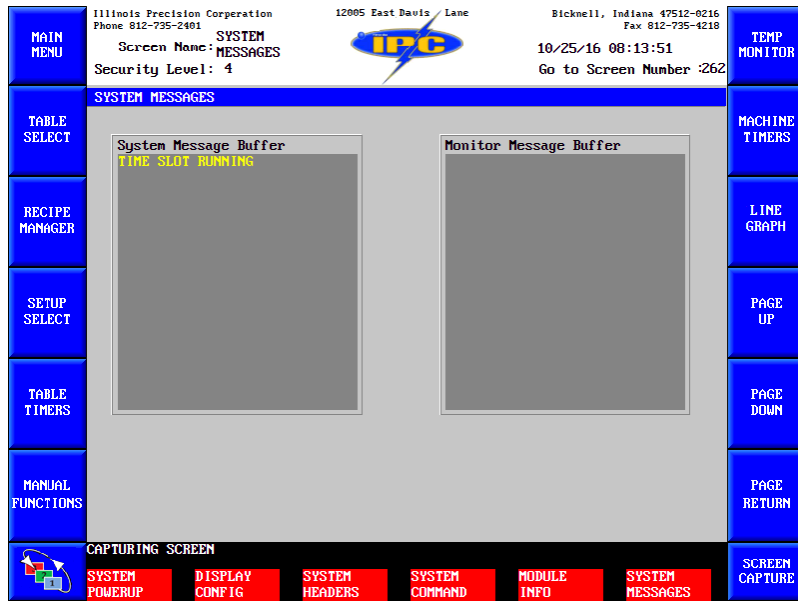 Illinois Precision Corperation
12005 East Davis Lane
Bicknell, Indiana 47512-0216
Phone 812-735-2401
Fax 812-735-4218
Screen Name: SYSTEM MESSAGES
IPC
10/25/16 08:13:51
Security Level: 4
Go to Screen Number :262
MAIN
MENU
TABLE
SELECT
RECIPE
MANAGER
SETUP
SELECT
TABLE
TIMERS
MANUAL
FUNCTIONS
1
SYSTEM MESSAGES
System Message Buffer
TIME SLOT RUNNING
Monitor Message Buffer
TEMP
MONITOR
MACHINE
TIMERS
LINE
GRAPH
PAGE
UP
PAGE
DOWN
PAGE
RETURN
SCREEN
CAPTURE
CAPTURING SCREEN
SYSTEM
POWERUP
DISPLAY
CONFIG
SYSTEM
HEADERS
SYSTEM
COMMAND
MODULE
INFO
SYSTEM
MESSAGES